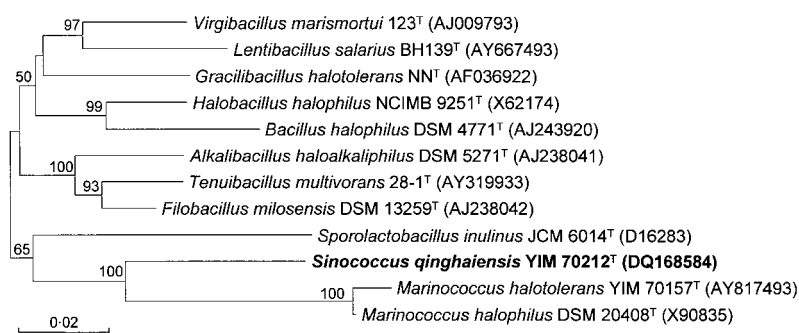 97
Virgibacillus marismortui 123ᵀ (AJ009793)
Lentibacillus salarius BH139ᵀ (AY667493)
50
Gracilibacillus halotolerans NNᵀ (AF036922)
99
Halobacillus halophilus NCIMB 9251ᵀ (X62174)
Bacillus halophilus DSM 4771ᵀ (AJ243920)
100
Alkalibacillus haloalkaliphilus DSM 5271ᵀ (AJ238041)
93
Tenuibacillus multivorans 28-1ᵀ (AY319933)
Filobacillus milosensis DSM 13259ᵀ (AJ238042)
65
Sporolactobacillus inulinus JCM 6014ᵀ (D16283)
100
Sinococcus qinghaiensis YIM 70212ᵀ (DQ168584)
100
Marinococcus halotolerans YIM 70157ᵀ (AY817493)
Marinococcus halophilus DSM 20408ᵀ (X90835)
0·02